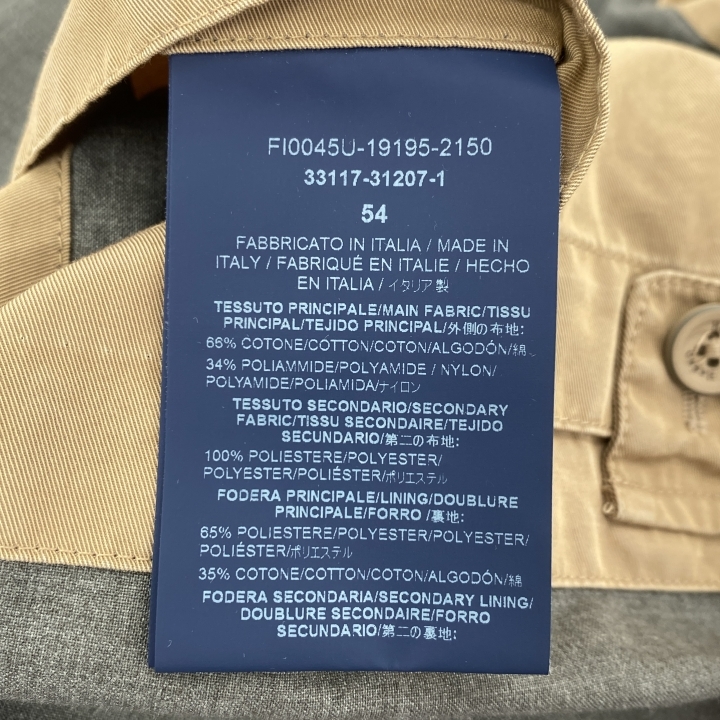 FI0045U-19195-2150
33117-31207-1
54
FABBRICATO IN ITALIA / MADE IN
ITALY / FABRIQUÉ EN ITALIE / HECHO
EN ITALIA / イタリア製
TESSUTO PRINCIPALE/MAIN FABRIC/TISSU
PRINCIPAL/TEJIDO PRINCIPAL/外側の布地:
66% COTONE/COTTON/COTON/ALGODÓN/綿
34% POLIAMMIDE/POLYAMIDE / NYLON/
POLYAMIDE/POLIAMIDA/ナイロン
TESSUTO SECONDARIO/SECONDARY
FABRIC/TISSU SECONDAIRE/TEJIDO
SECUNDARIO/第二の布地:
100% POLIESTERE/POLYESTER/
POLYESTER/POLIÉSTER/ポリエステル
FODERA PRINCIPALE/LINING/DOUBLURE
PRINCIPALE/FORRO /裏地:
65% POLIESTERE/POLYESTER/POLYESTER/
POLIÉSTER/ポリエステル
35% COTONE/COTTON/COTON/ALGODÓN/綿
FODERA SECONDARIA/SECONDARY LINING/
DOUBLURE SECONDAIRE/FORRO
SECUNDARIO/第二の裏地: